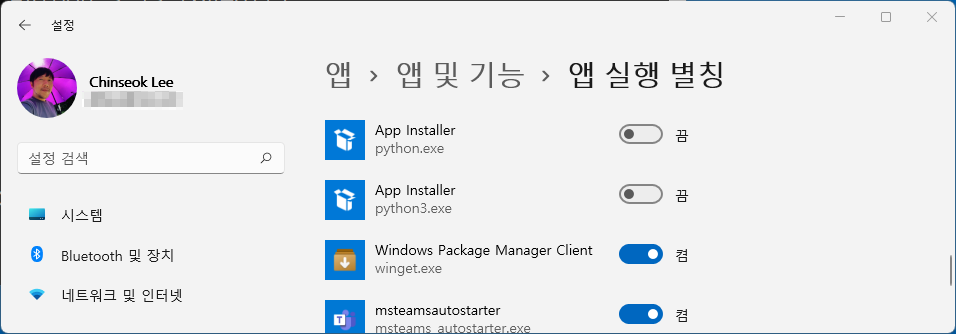 설정
Chinseok Lee
설정 검색
시스템
Bluetooth 및 장치
네트워크 및 인터넷
앱 > 앱 및 기능 > 앱 실행 별칭
App Installer
python.exe
끔
App Installer
python3.exe
끔
Windows Package Manager Client
winget.exe
켬
msteamsautostarter
msteams_autostarter.exe
켬